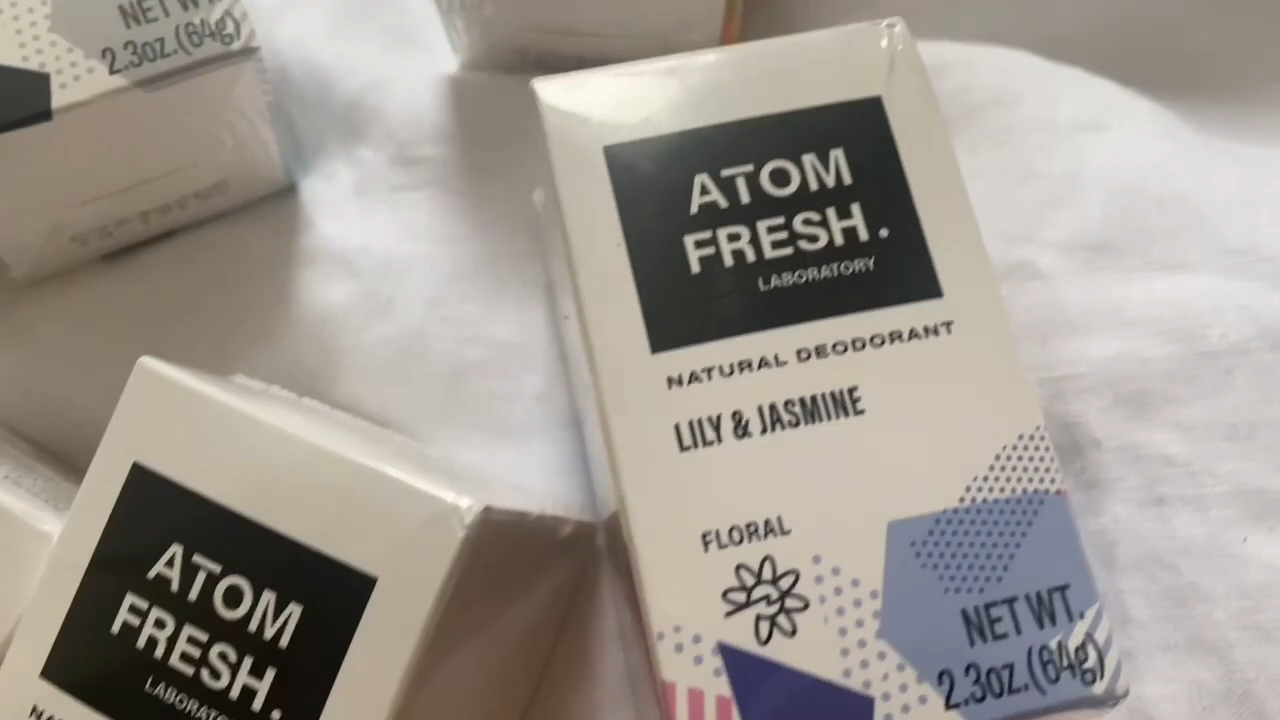 NET WT.
2.3oz.(64g)
ATOM
FRESH.
LABORATORY
NATURAL DEODORANT
LILY & JASMINE
FLORAL
NET WT.
2.3oz.(64g)
ATOM
FRESH.